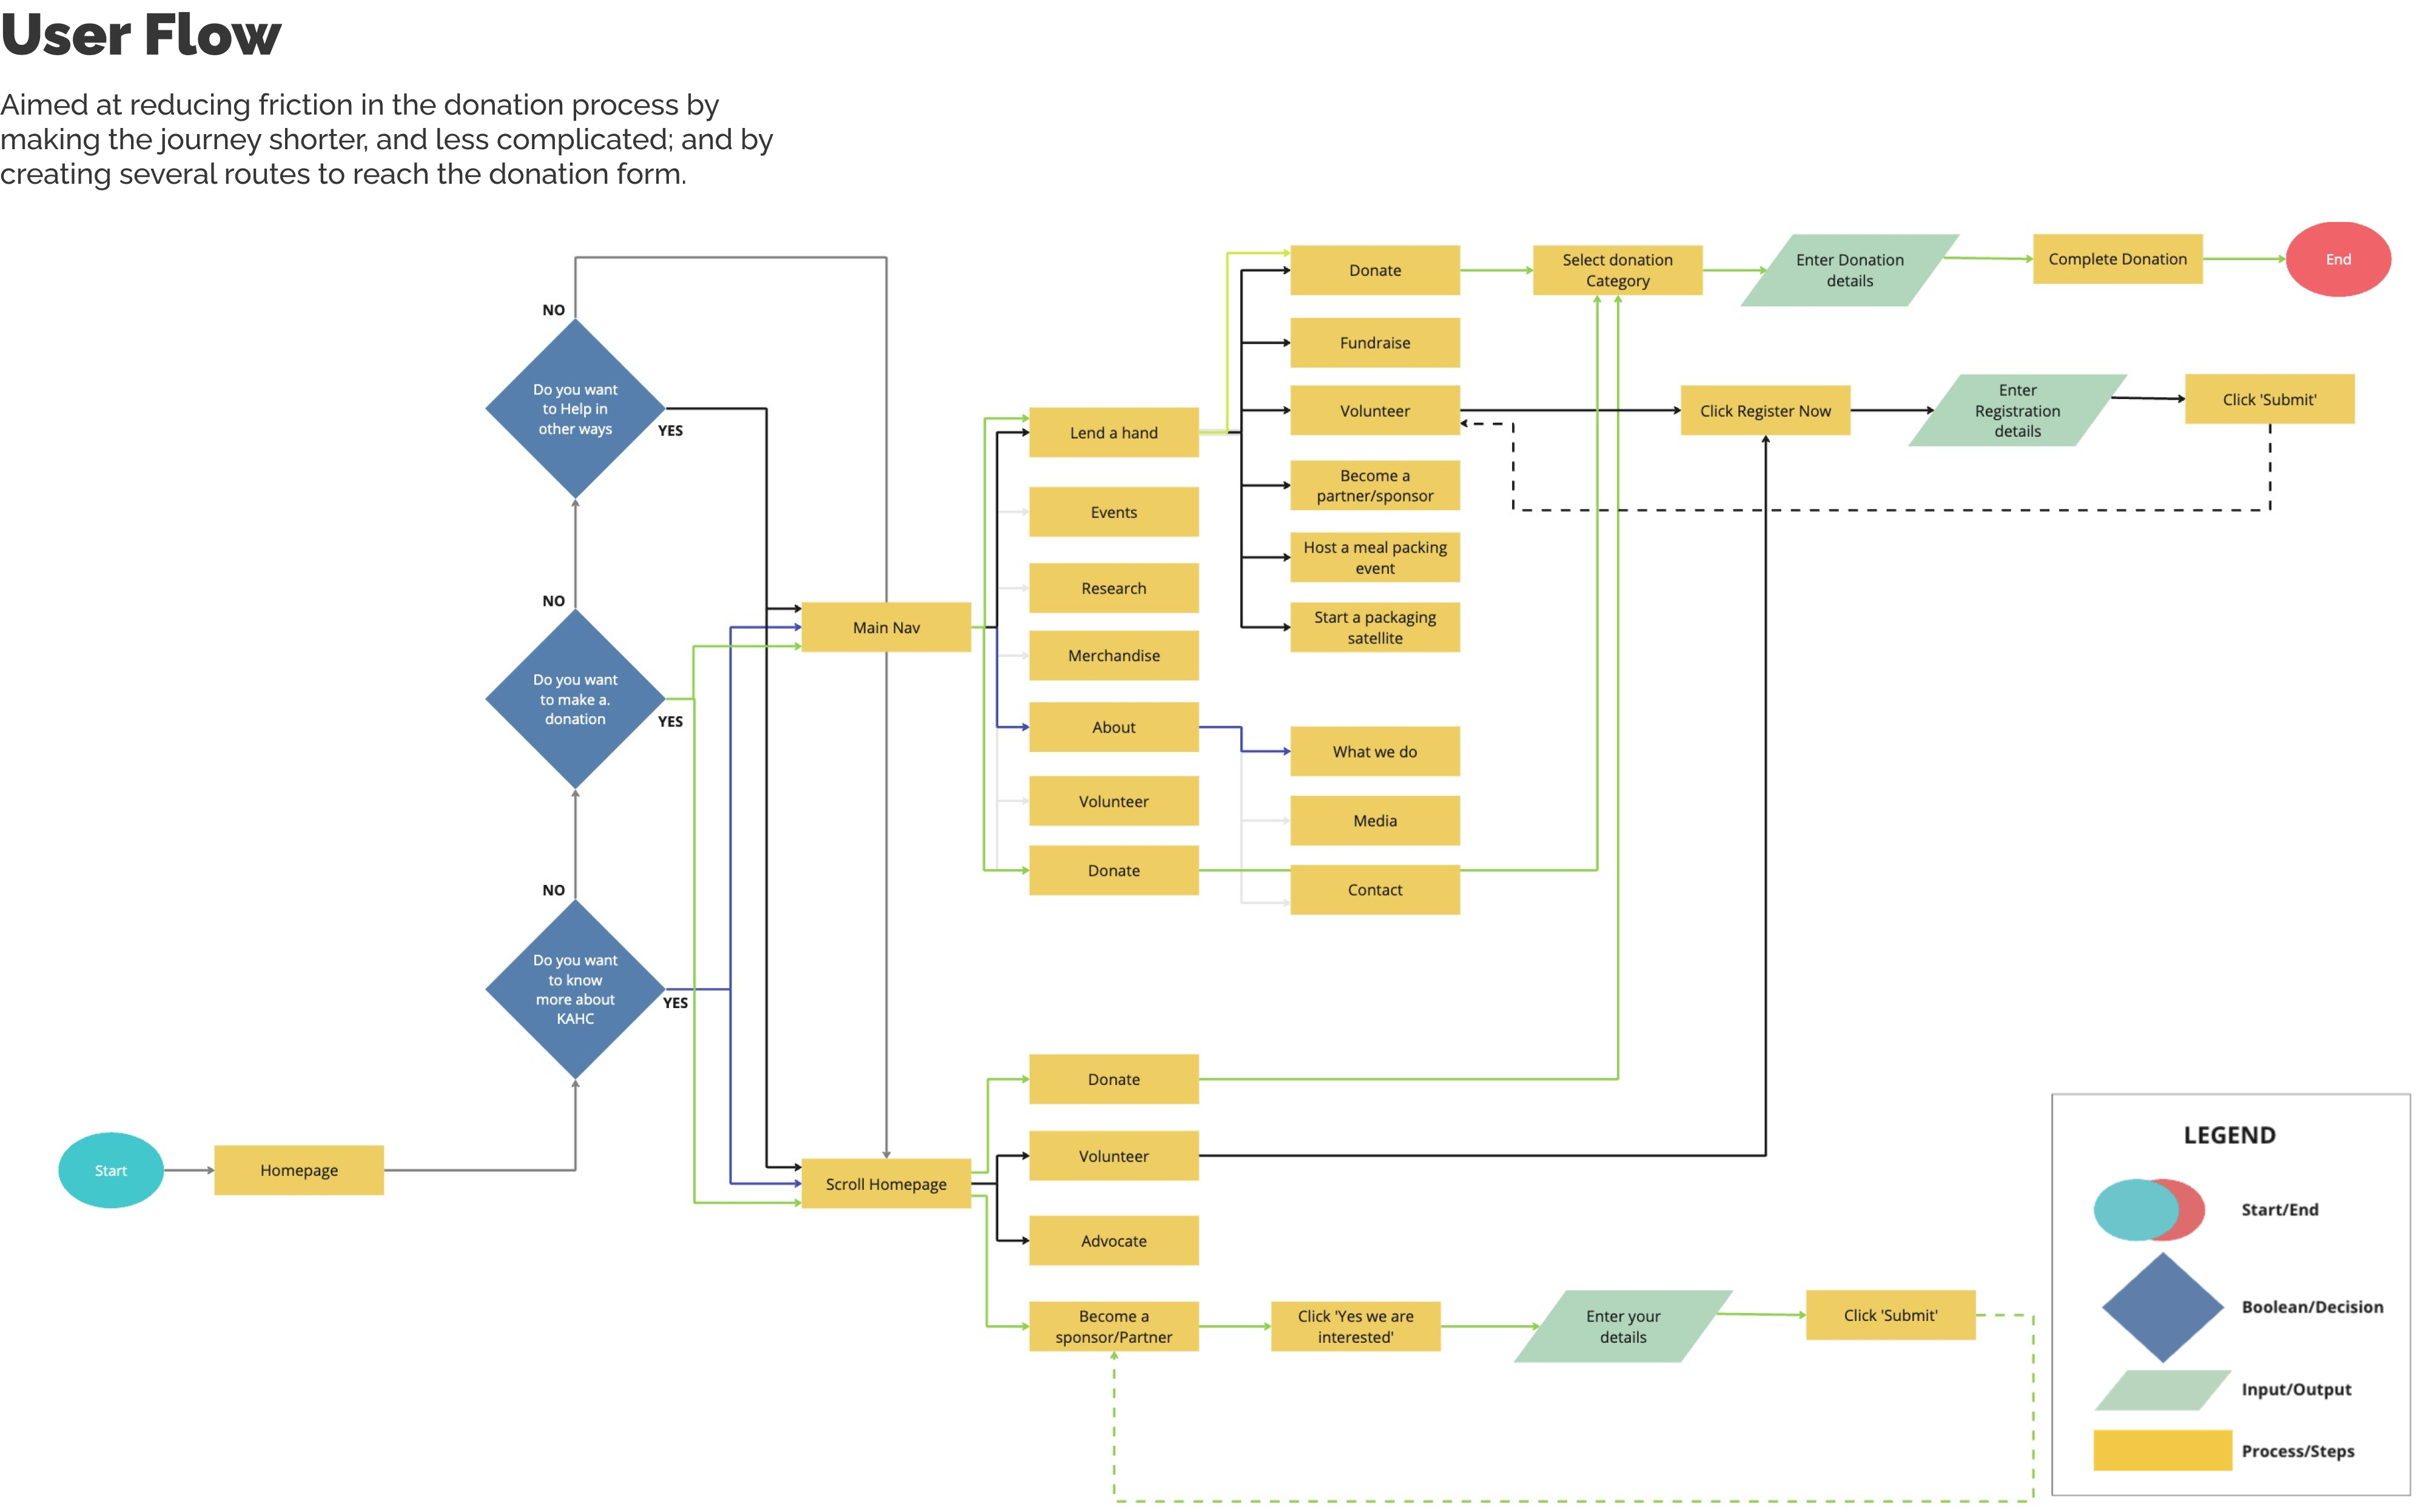 User Flow
Aimed at reducing friction in the donation process by
making the journey shorter, and less complicated; and by
creating several routes to reach the donation form.
NO
Do you want
to Help in
other ways
YES
NO
Do you want
to make a.
donation
YES
NO
Do you want
to know
more about
KAHC
YES
Start
Homepage
Main Nav
Scroll Homepage
Lend a hand
Events
Research
Merchandise
About
Volunteer
Donate
Donate
Fundraise
Volunteer
Become a
partner/sponsor
Host a meal packing
event
Start a packaging
satellite
What we do
Media
Contact
Select donation
Category
Enter Donation
details
Complete Donation
End
Click Register Now
Enter
Registration
details
Click 'Submit'
Donate
Volunteer
Advocate
Become a
sponsor/Partner
Click 'Yes we are
interested'
Enter your
details
Click 'Submit'
LEGEND
Start/End
Boolean/Decision
Input/Output
Process/Steps